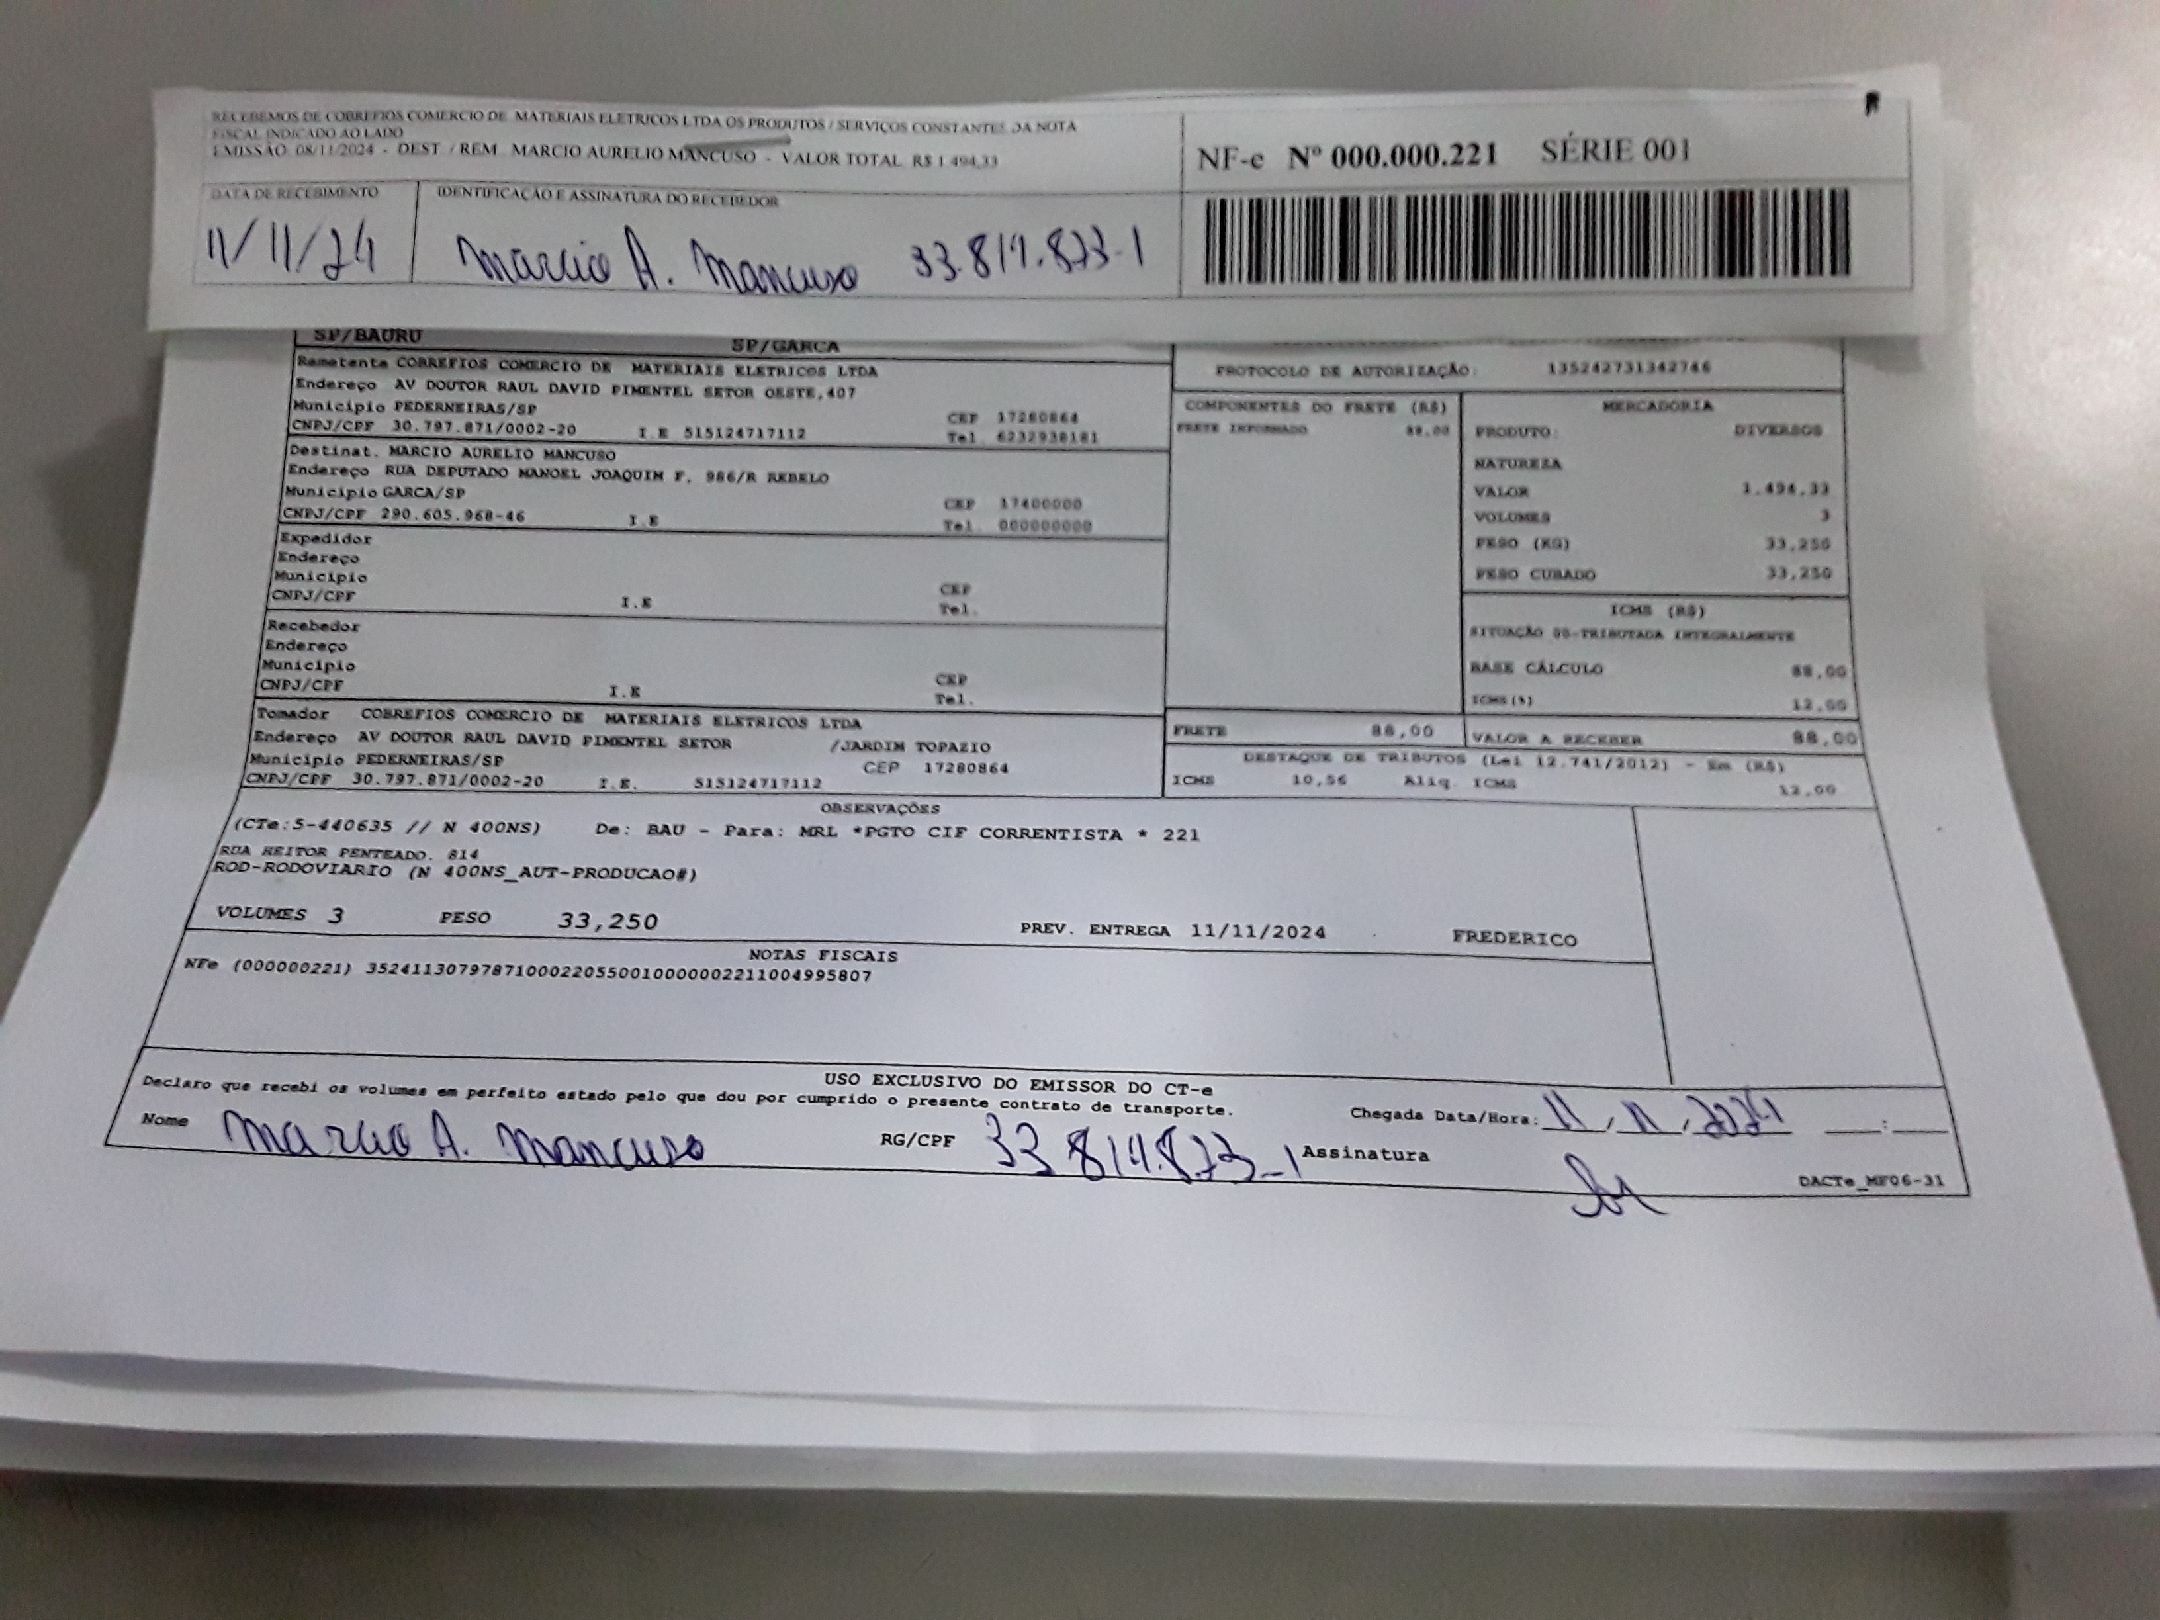 RECEBEMOS DE COBREFIOS COMERCIO DE MATERIAIS ELETRICOS LTDA OS PRODUTOS / SERVIÇOS CONSTANTES DA NOTA
FISCAL INDICADO AO LADO
EMISSÃO: 08/11/2024 - DEST. / REM. MARCIO AURELIO MANCUSO - VALOR TOTAL R$ 1.494,33
NF-e Nº 000.000.221 SÉRIE 001
DATA DE RECEBIMENTO IDENTIFICAÇÃO E ASSINATURA DO RECEBEDOR
11/11/24 Marcio A. Mancuso
SP/BAURU SP/GARCA
Remetente COBREFIOS COMERCIO DE MATERIAIS ELETRICOS LTDA
Endereço AV DOUTOR RAUL DAVID PIMENTEL SETOR OESTE,407
Municipio PEDERNEIRAS/SP CEP 17280864
CNPJ/CPF 30.797.871/0002-20 I.E 515124717112 Tel. 6232938181
Destinat. MARCIO AURELIO MANCUSO
Endereço RUA DEPUTADO MANOEL JOAQUIM F, 986/R REBELO
Municipio GARCA/SP CEP 17400000
CNPJ/CPF 290.605.968-46 I.E Tel. 000000000
Expedidor
Endereço
Municipio CEP
CNPJ/CPF I.E Tel.
Recebedor
Endereço
Municipio CEP
CNPJ/CPF I.E Tel.
Tomador COBREFIOS COMERCIO DE MATERIAIS ELETRICOS LTDA
Endereço AV DOUTOR RAUL DAVID PIMENTEL SETOR /JARDIM TOPAZIO
Municipio PEDERNEIRAS/SP CEP 17280864
CNPJ/CPF 30.797.871/0002-20 I.E. 515124717112
PROTOCOLO DE AUTORIZAÇÃO: 135242731342746
COMPONENTES DO FRETE (R$)
FRETE INFORMADO 88,00
MERCADORIA
PRODUTO: DIVERSOS
NATUREZA
VALOR 1.494,33
VOLUMES 3
PESO (KG) 33,250
PESO CUBADO 33,250
ICMS (R$)
SITUAÇÃO 00-TRIBUTADA INTEGRALMENTE
BASE CÁLCULO 88,00
ICMS(%) 12,00
FRETE 88,00 VALOR A RECEBER 88,00
DESTAQUE DE TRIBUTOS (Lei 12.741/2012) - Em (R$)
ICMS 10,56 Aliq. ICMS 12,00
OBSERVAÇÕES
(CTe:5-440635 // N 400NS) De: BAU - Para: MRL *PGTO CIF CORRENTISTA * 221
RUA HEITOR PENTEADO. 814
ROD-RODOVIARIO (N 400NS_AUT-PRODUCAO#)
VOLUMES 3 PESO 33,250 PREV. ENTREGA 11/11/2024 FREDERICO
NOTAS FISCAIS
NFe (000000221) 35241130797871000220550010000002211004995807
USO EXCLUSIVO DO EMISSOR DO CT-e
Declaro que recebi os volumes em perfeito estado pelo que dou por cumprido o presente contrato de transporte.
Chegada Data/Hora: 11/11/2024 :
Nome Marcio A. Mancuso RG/CPF Assinatura
DACTe_MF06-31